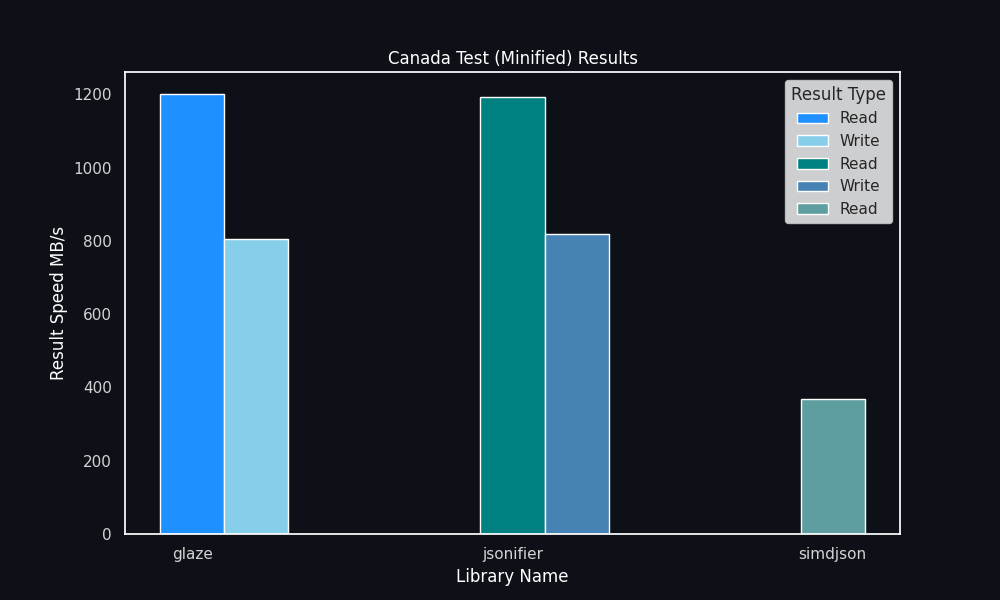 Canada Test (Minified) Results
Result Type
Read
Write
Read
Write
Read
1200
1000
800
600
400
200
0
Result Speed MB/s
glaze
jsonifier
simdjson
Library Name